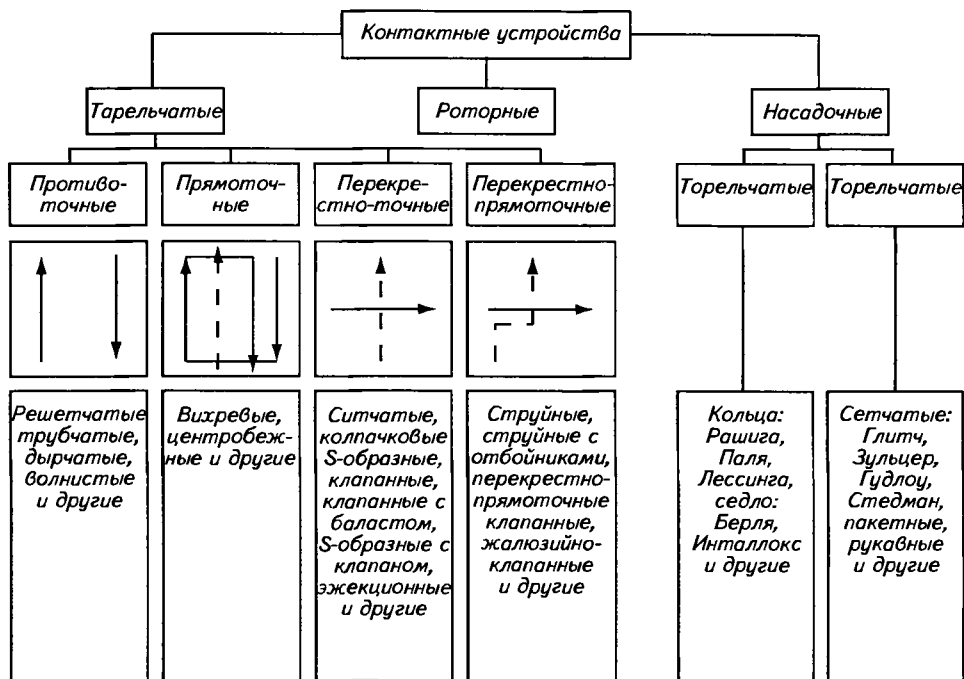 Контактные устройства
Тарельчатые
Роторные
Насадочные
Противо-
точные
Прямоточ-
ные
Перекре-
стно-точные
Перекрестно-
прямоточные
Торельчатые
Торельчатые
Решетчатые
трубчатые,
дырчатые,
волнистые
и другие
Вихревые,
центробеж-
ные и другие
Ситчатые,
колпачковые
S-образные,
клапанные,
клапанные с
баластом,
S-образные с
клапаном,
эжекционные
и другие
Струйные,
струйные с
отбойниками,
перекрестно-
прямоточные
клапанные,
жалюзийно-
клапанные
и другие
Кольца:
Рашига,
Паля,
Лессинга,
седло:
Берля,
Инталлокс
и другие
Сетчатые:
Глитч,
Зульцер,
Гудлоу,
Стедман,
пакетные,
рукавные
и другие